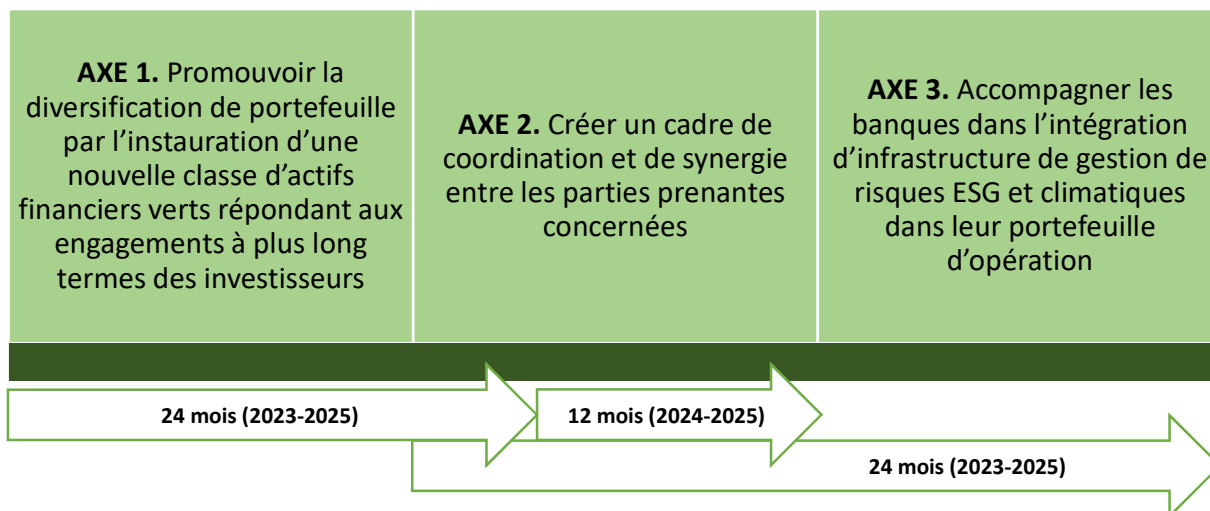 AXE 1. Promouvoir la
diversification de portefeuille
par l’instauration d’une
nouvelle classe d’actifs
financiers verts répondant aux
engagements à plus long
termes des investisseurs
AXE 2. Créer un cadre de
coordination et de synergie
entre les parties prenantes
concernées
AXE 3. Accompagner les
banques dans l’intégration
d’infrastructure de gestion de
risques ESG et climatiques
dans leur portefeuille
d’opération
24 mois (2023-2025)
12 mois (2024-2025)
24 mois (2023-2025)